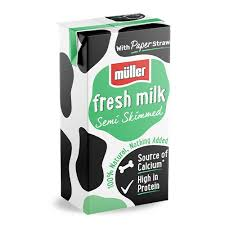 With Paper Straw
müller
fresh milk
Semi Skimmed
100% Natural, Nothing Added
Source of
Calcium*
High in
Protein